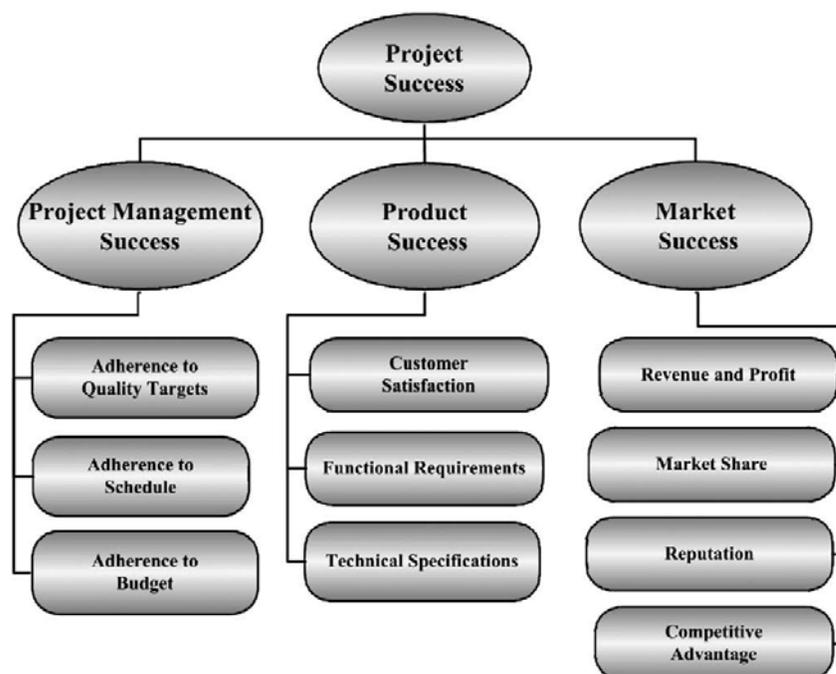 Project
Success
Project Management
Success
Product
Success
Market
Success
Adherence to
Quality Targets
Adherence to
Schedule
Adherence to
Budget
Customer
Satisfaction
Functional Requirements
Technical Specifications
Revenue and Profit
Market Share
Reputation
Competitive
Advantage